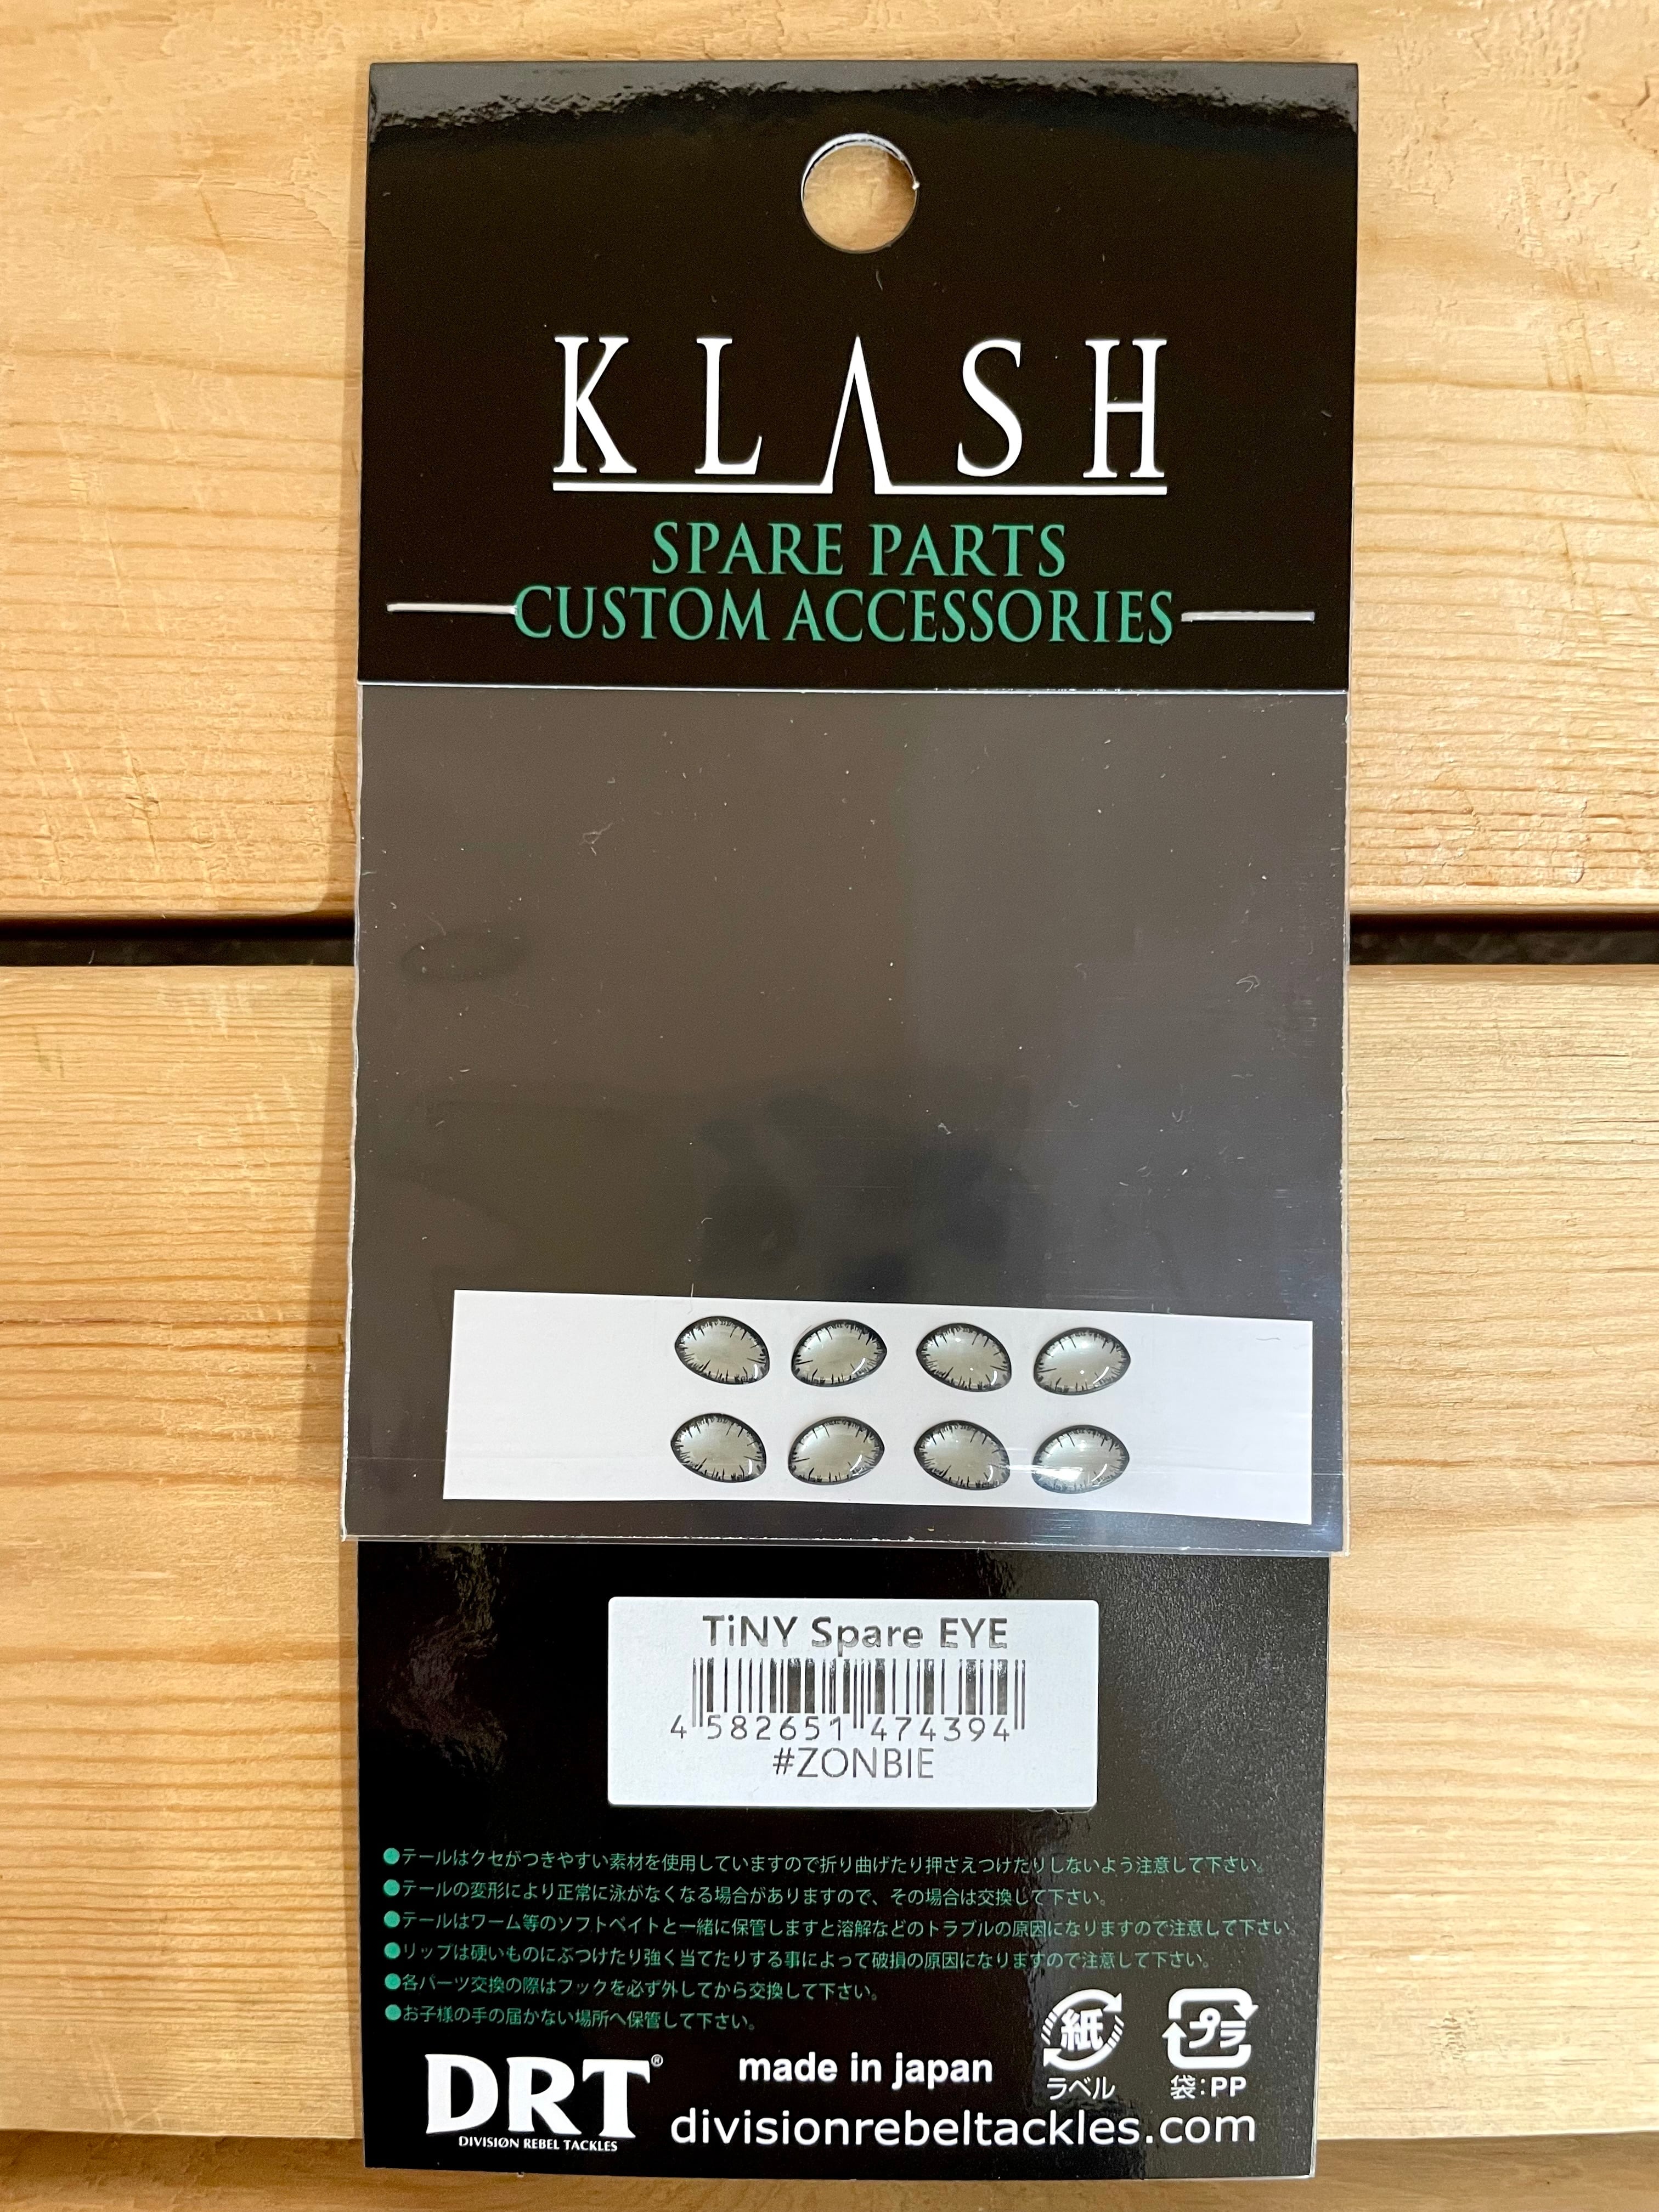 KLASH
SPARE PARTS
CUSTOM ACCESSORIES
TiNY Spare EYE
4 582651 474394
#ZONBIE
●テールはクセがつきやすい素材を使用していますので折り曲げたり押さえつけたりしないよう注意して下さい。
●テールの変形により正常に泳がなくなる場合がありますので、その場合は交換して下さい。
●テールはワーム等のソフトベイトと一緒に保管しますと溶解などのトラブルの原因になりますので注意して下さい。
●リップは硬いものにぶつけたり強く当てたりする事によって破損の原因になりますので注意して下さい。
●各パーツ交換の際はフックを必ず外してから交換して下さい。
●お子様の手の届かない場所へ保管して下さい。
紙
ラベル
プラ
袋:PP
DRT®
DIVISIØN REBEL TACKLES
made in japan
divisionrebeltackles.com